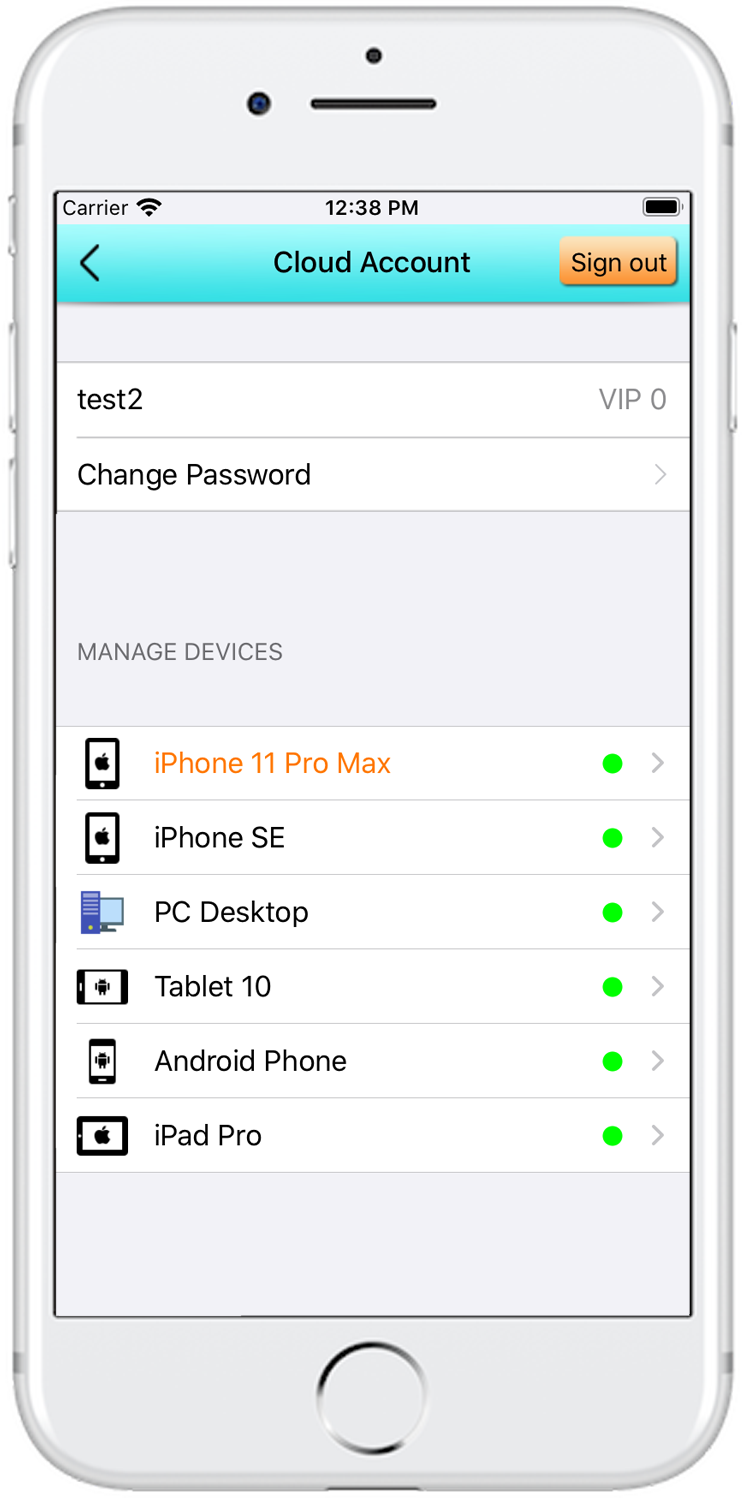 Carrier 12:38 PM
Cloud Account Sign out
test2 VIP 0
Change Password
MANAGE DEVICES
iPhone 11 Pro Max
iPhone SE
PC Desktop
Tablet 10
Android Phone
iPad Pro